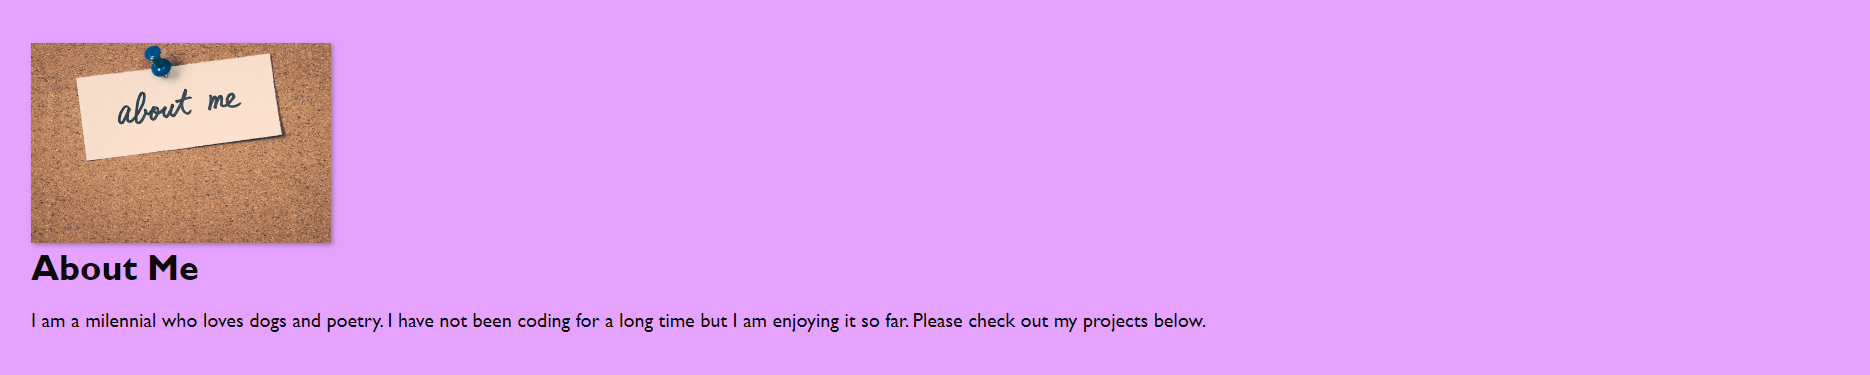 about me
About Me
I am a milennial who loves dogs and poetry. I have not been coding for a long time but I am enjoying it so far. Please check out my projects below.